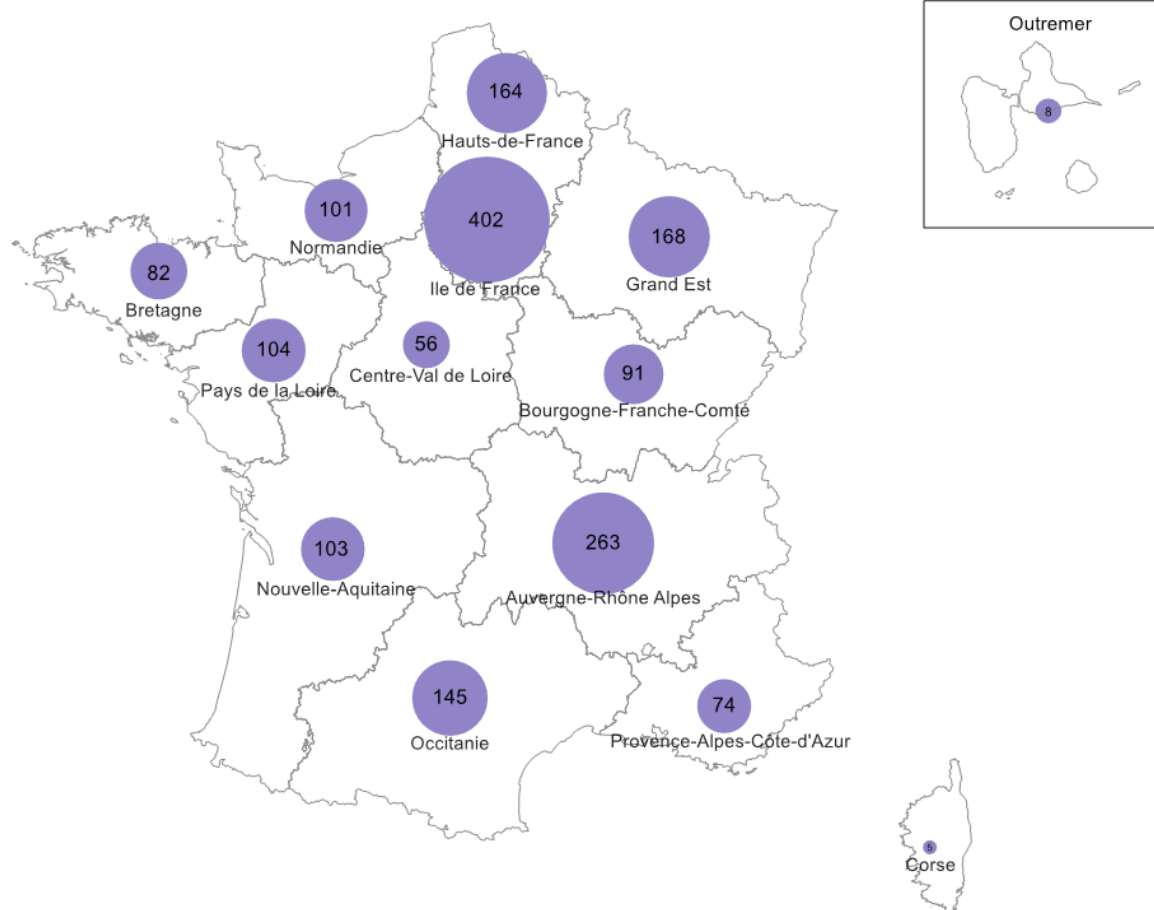 Outremer
8
164
Hauts-de-France
101
Normandie
402
Ile de France
168
Grand Est
82
Bretagne
104
Pays de la Loire
56
Centre-Val de Loire
91
Bourgogne-Franche-Comté
103
Nouvelle-Aquitaine
263
Auvergne-Rhône Alpes
145
Occitanie
74
Provence-Alpes-Côte-d'Azur
5
Corse